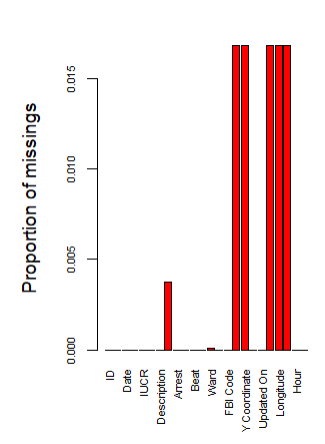 Proportion of missings
0.015
0.010
0.005
0.000
ID
Date
IUCR
Description
Arrest
Beat
Ward
FBI Code
Y Coordinate
Updated On
Longitude
Hour